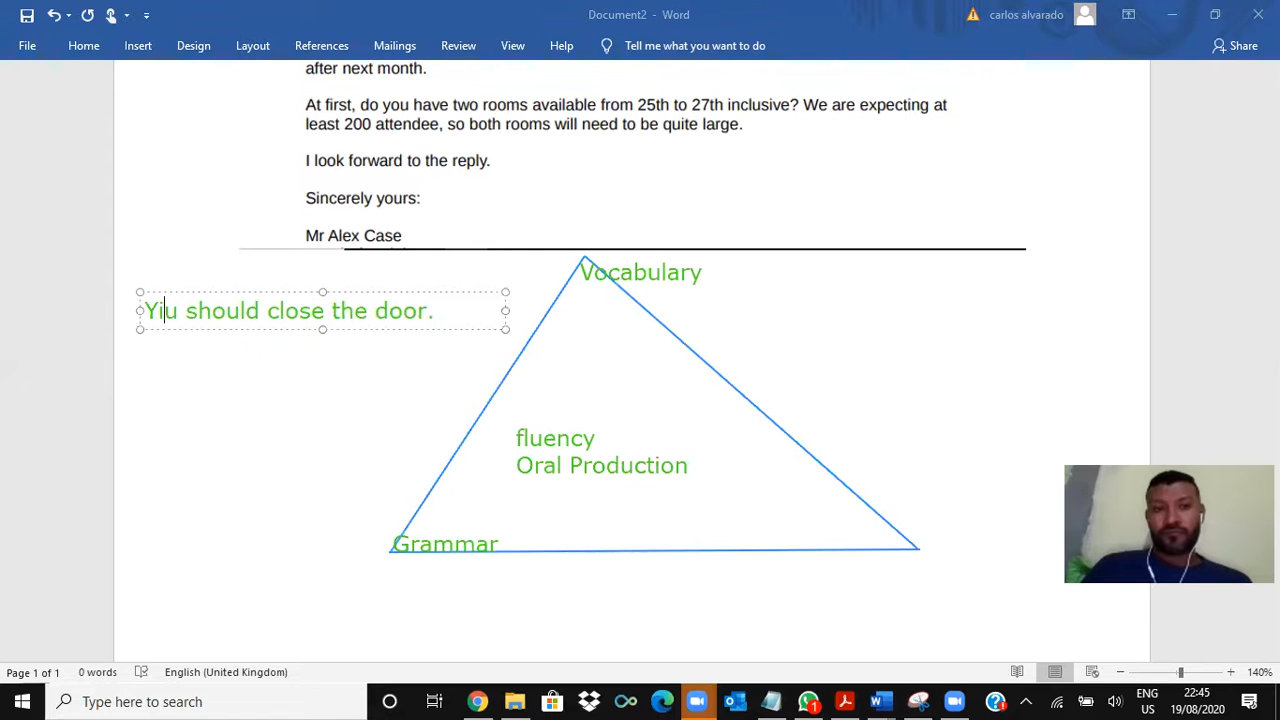 Document2 - Word
carlos alvarado
File Home Insert Design Layout References Mailings Review View Help Tell me what you want to do Share
after next month.
At first, do you have two rooms available from 25th to 27th inclusive? We are expecting at
least 200 attendee, so both rooms will need to be quite large.
I look forward to the reply.
Sincerely yours:
Mr Alex Case
Vocabulary
Yiu should close the door.
fluency
Oral Production
Grammar
Page 1 of 1 0 words English (United Kingdom) 140%
Type here to search
1
ENG
US
22:45
19/08/2020